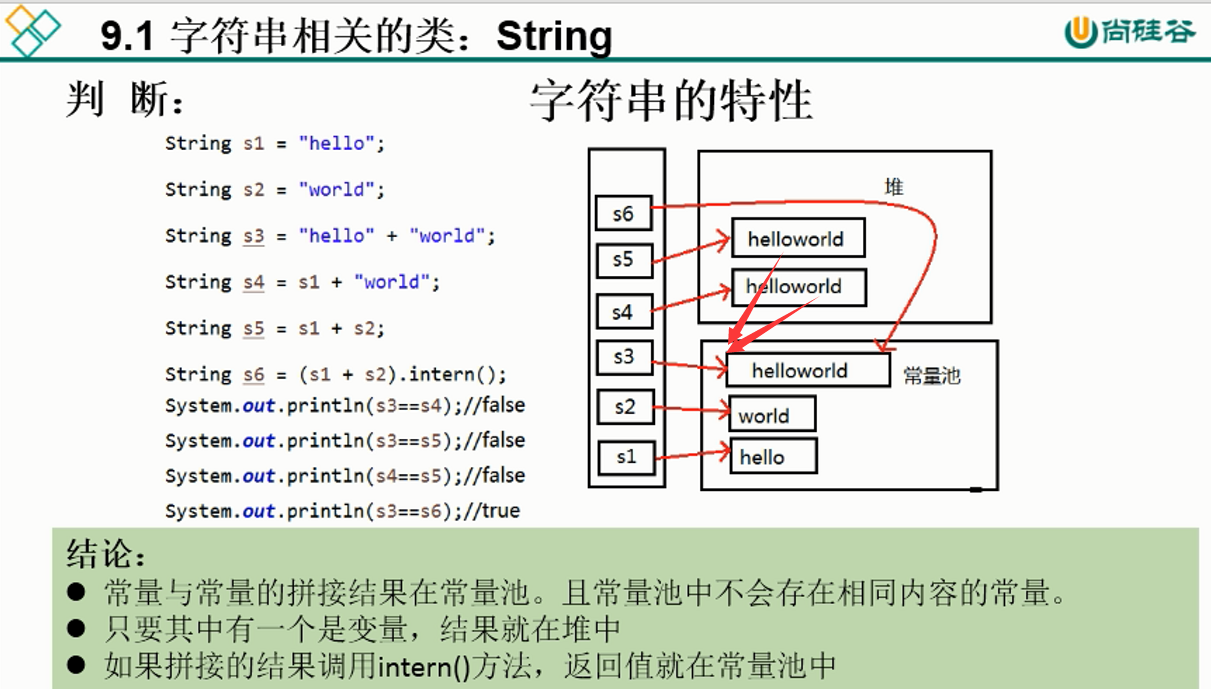 9.1 字符串相关的类：String
尚硅谷
判 断：
字符串的特性
String s1 = "hello";
String s2 = "world";
String s3 = "hello" + "world";
String s4 = s1 + "world";
String s5 = s1 + s2;
String s6 = (s1 + s2).intern();
System.out.println(s3==s4);//false
System.out.println(s3==s5);//false
System.out.println(s4==s5);//false
System.out.println(s3==s6);//true
堆
s6
s5
helloworld
s4
helloworld
s3
helloworld
常量池
s2
world
s1
hello
结论：
● 常量与常量的拼接结果在常量池。且常量池中不会存在相同内容的常量。
● 只要其中有一个是变量，结果就在堆中
● 如果拼接的结果调用intern()方法，返回值就在常量池中